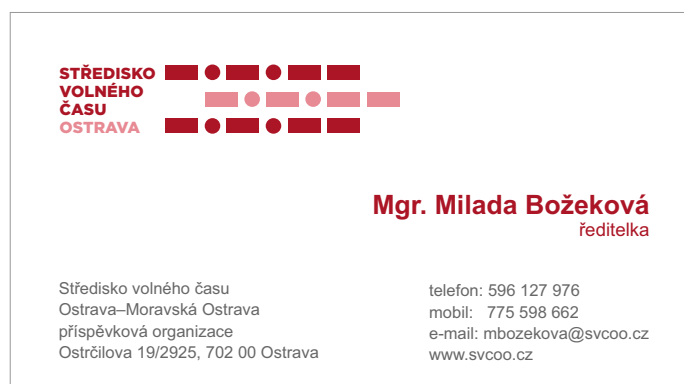 STŘEDISKO
VOLNÉHO
ČASU
OSTRAVA
Mgr. Milada Božeková
ředitelka
Středisko volného času
Ostrava–Moravská Ostrava
příspěvková organizace
Ostrčilova 19/2925, 702 00 Ostrava
telefon: 596 127 976
mobil: 775 598 662
e-mail: mbozekova@svcoo.cz
www.svcoo.cz